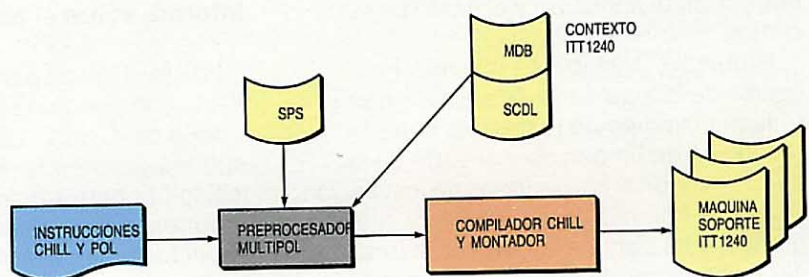 MDB
CONTEXTO
ITT1240
SCDL
SPS
INSTRUCCIONES
CHILL Y POL
PREPROCESADOR
MULTIPOL
COMPILADOR CHILL
Y MONTADOR
MAQUINA
SOPORTE
ITT1240